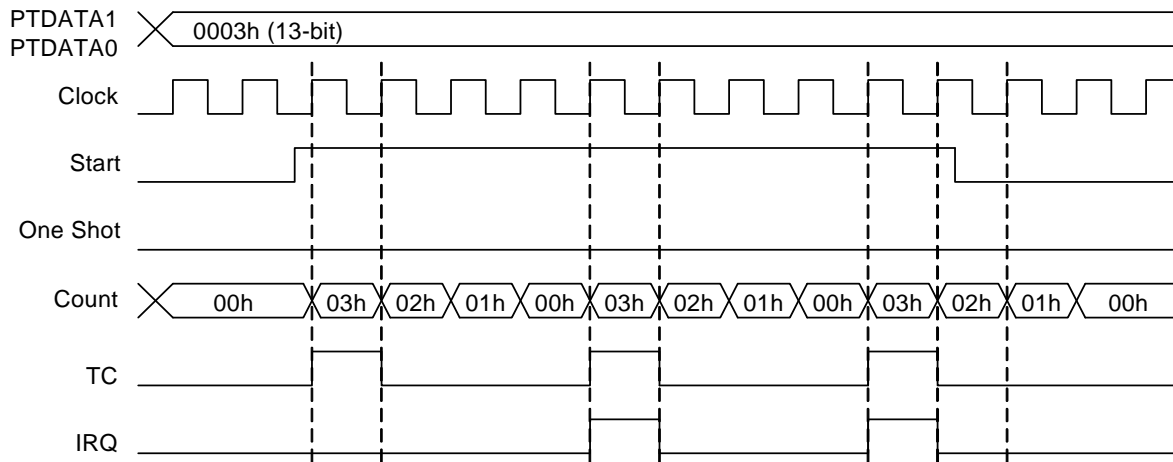 PTDATA1
PTDATA0
0003h (13-bit)
Clock
Start
One Shot
Count
00h 03h 02h 01h 00h 03h 02h 01h 00h 03h 02h 01h 00h
TC
IRQ